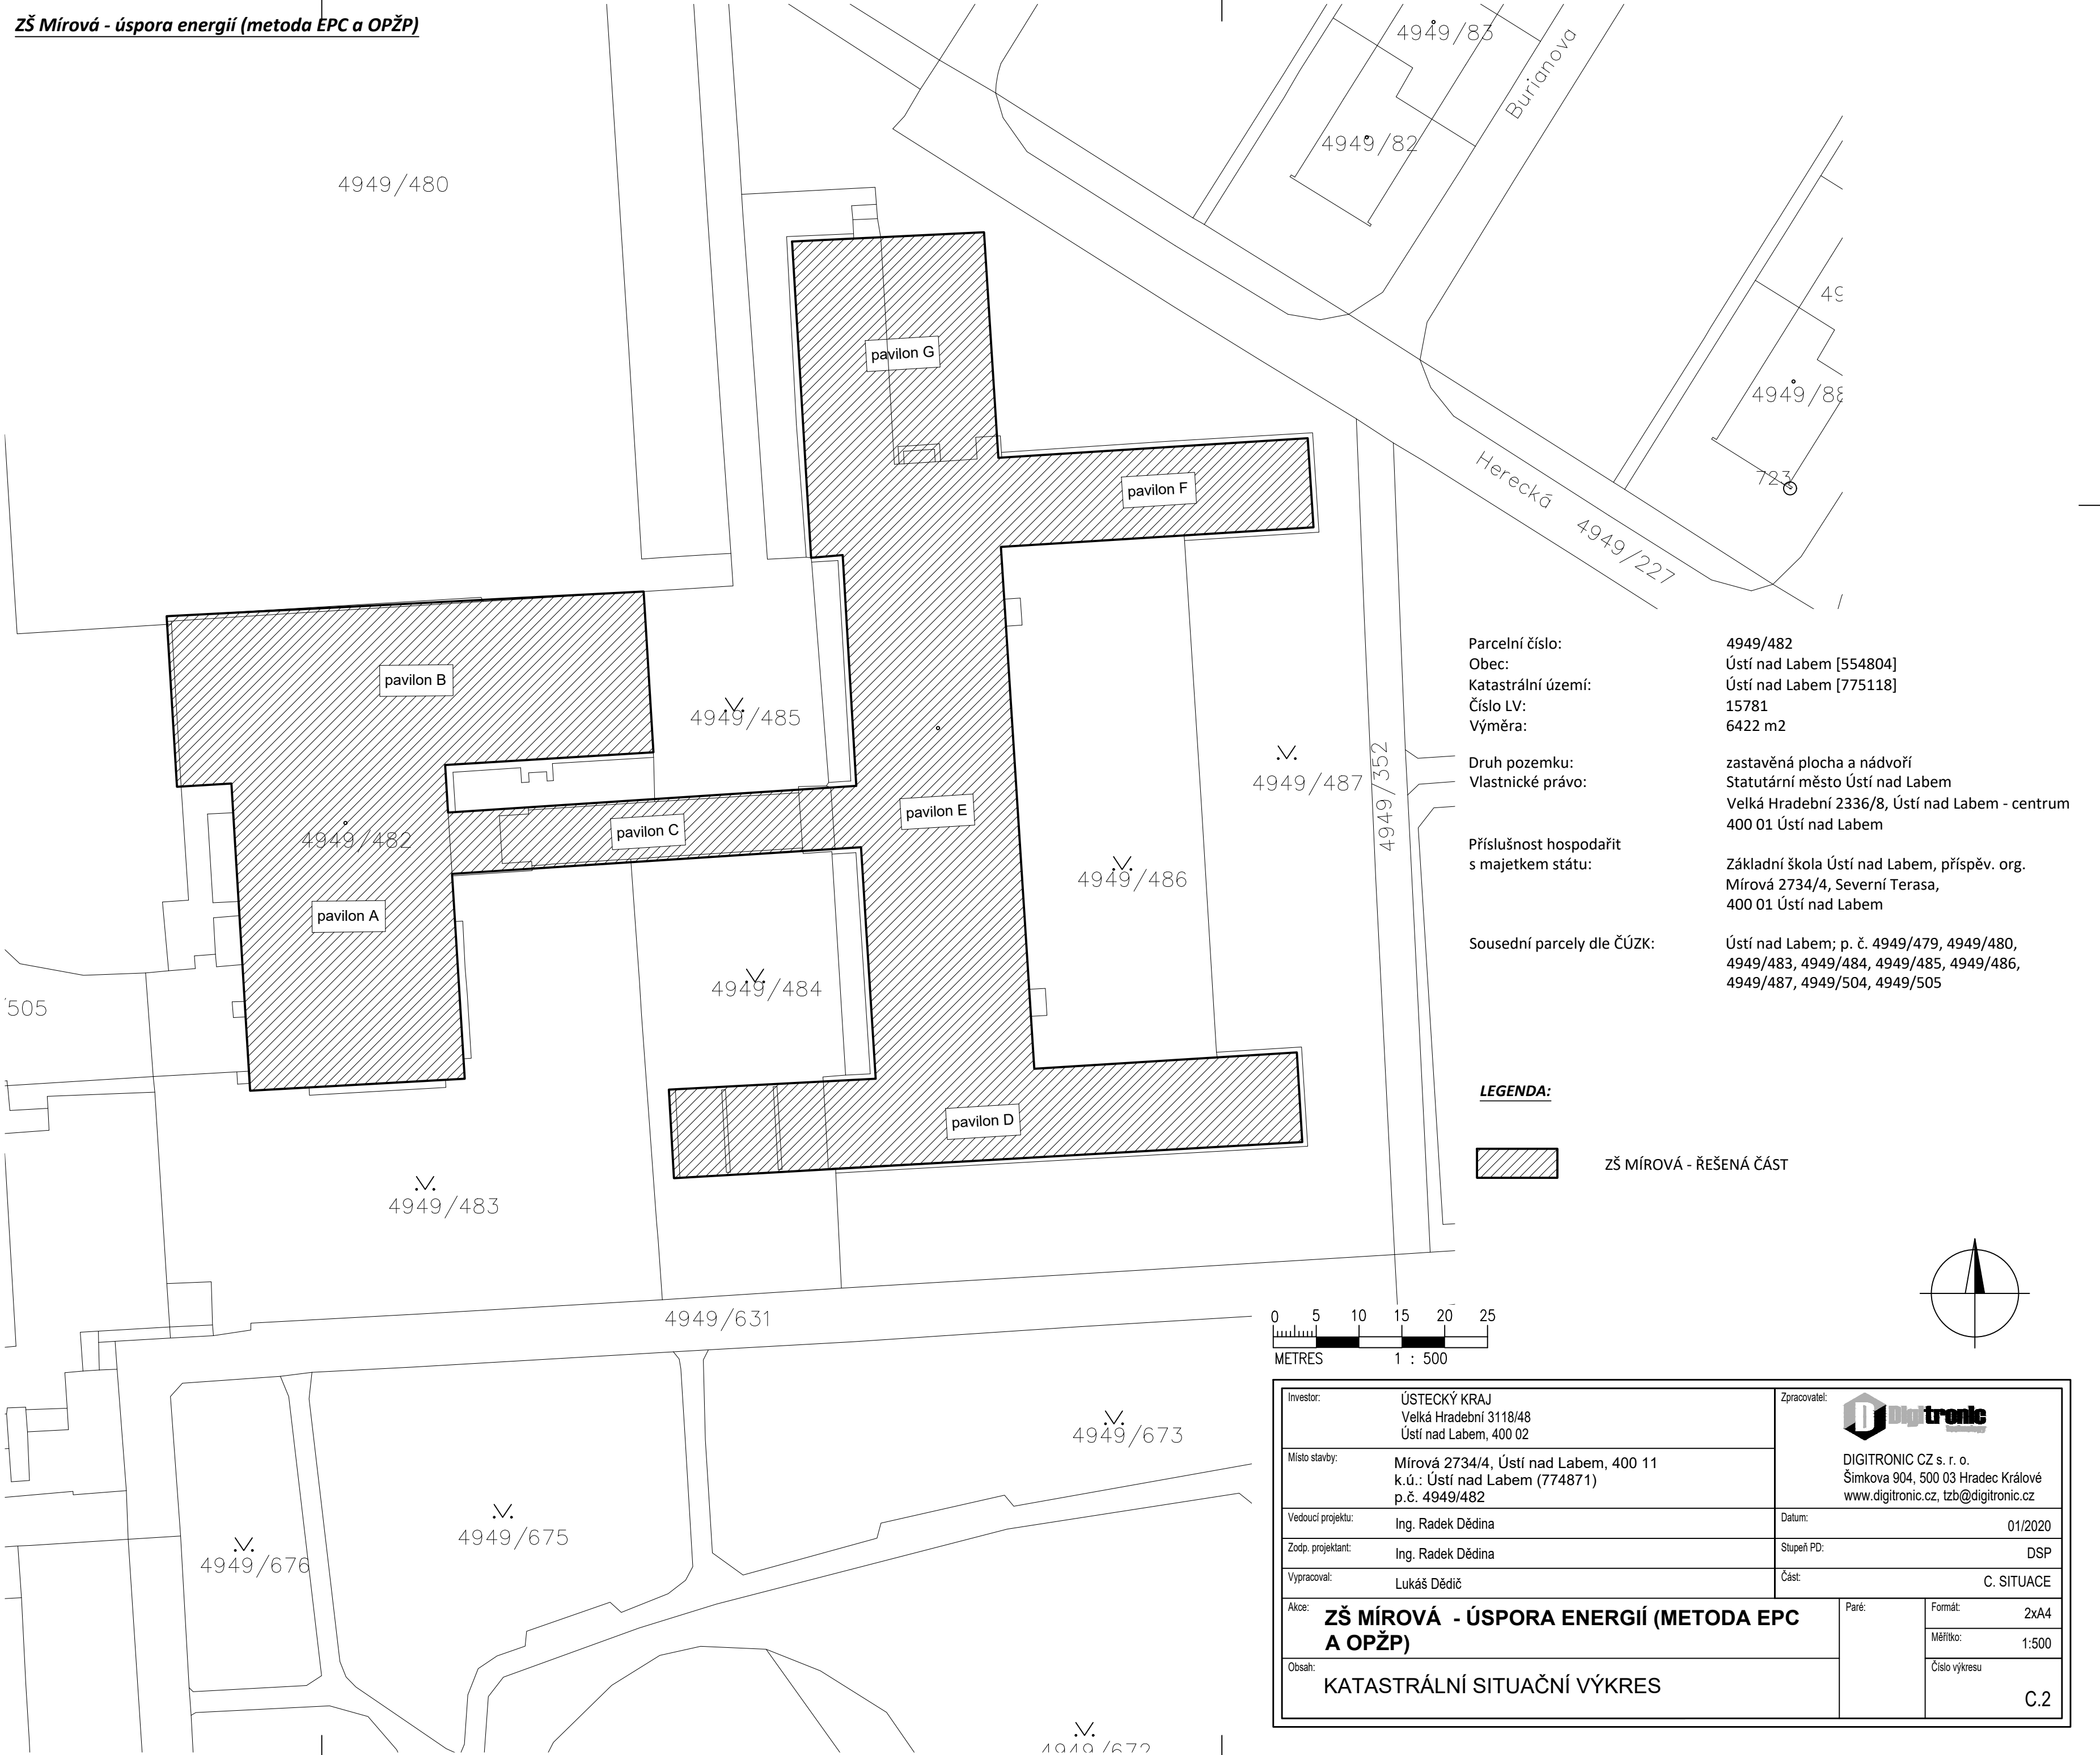 ZŠ Mírová - úspora energií (metoda EPC a OPŽP)
4949/83
Burianova
4949/82
4949/480
49
pavilon G
4949/88
723
pavilon F
Herecká 4949/227
pavilon B
4949/485
4949/487
4949/352
pavilon E
pavilon C
4949/482
4949/486
pavilon A
4949/484
505
pavilon D
4949/483
4949/631
4949/673
4949/675
4949/676
4949/672
Parcelní číslo: 4949/482
Obec: Ústí nad Labem [554804]
Katastrální území: Ústí nad Labem [775118]
Číslo LV: 15781
Výměra: 6422 m2
Druh pozemku: zastavěná plocha a nádvoří
Vlastnické právo: Statutární město Ústí nad Labem
Velká Hradební 2336/8, Ústí nad Labem - centrum
400 01 Ústí nad Labem
Příslušnost hospodařit
s majetkem státu: Základní škola Ústí nad Labem, příspěv. org.
Mírová 2734/4, Severní Terasa,
400 01 Ústí nad Labem
Sousední parcely dle ČÚZK: Ústí nad Labem; p. č. 4949/479, 4949/480,
4949/483, 4949/484, 4949/485, 4949/486,
4949/487, 4949/504, 4949/505
LEGENDA:
ZŠ MÍROVÁ - ŘEŠENÁ ČÁST
0 5 10 15 20 25
METRES 1 : 500
Investor: ÚSTECKÝ KRAJ
Velká Hradební 3118/48
Ústí nad Labem, 400 02
Zpracovatel:
D Digitronic
technology
DIGITRONIC CZ s. r. o.
Šimkova 904, 500 03 Hradec Králové
www.digitronic.cz, tzb@digitronic.cz
Místo stavby: Mírová 2734/4, Ústí nad Labem, 400 11
k.ú.: Ústí nad Labem (774871)
p.č. 4949/482
Vedoucí projektu: Ing. Radek Dědina
Datum: 01/2020
Zodp. projektant: Ing. Radek Dědina
Stupeň PD: DSP
Vypracoval: Lukáš Dědič
Část: C. SITUACE
Akce: ZŠ MÍROVÁ - ÚSPORA ENERGIÍ (METODA EPC
A OPŽP)
Paré:
Formát: 2xA4
Měřítko: 1:500
Obsah: KATASTRÁLNÍ SITUAČNÍ VÝKRES
Číslo výkresu
C.2